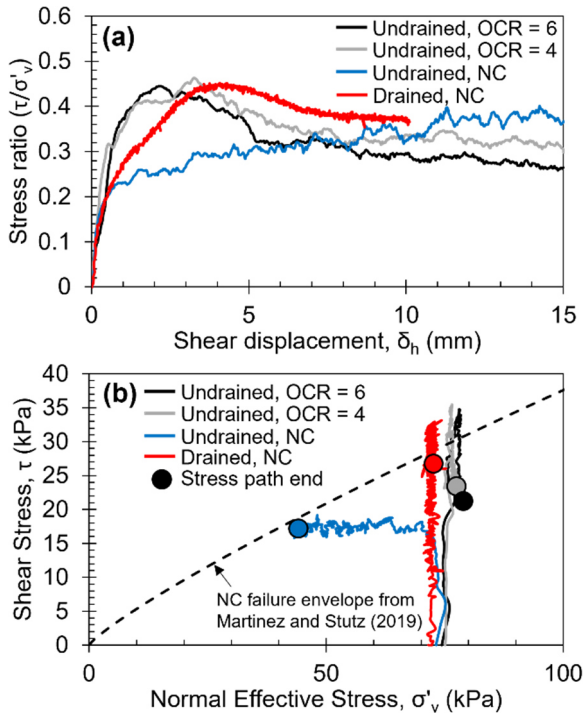 (a)
Undrained, OCR = 6
Undrained, OCR = 4
Undrained, NC
Drained, NC
Stress ratio (τ/σ'v)
0.6
0.5
0.4
0.3
0.2
0.1
0
0 5 10 15
Shear displacement, δh (mm)
(b)
Undrained, OCR = 6
Undrained, OCR = 4
Undrained, NC
Drained, NC
Stress path end
Shear Stress, τ (kPa)
40
35
30
25
20
15
10
5
0
NC failure envelope from
Martinez and Stutz (2019)
0 50 100
Normal Effective Stress, σ'v (kPa)